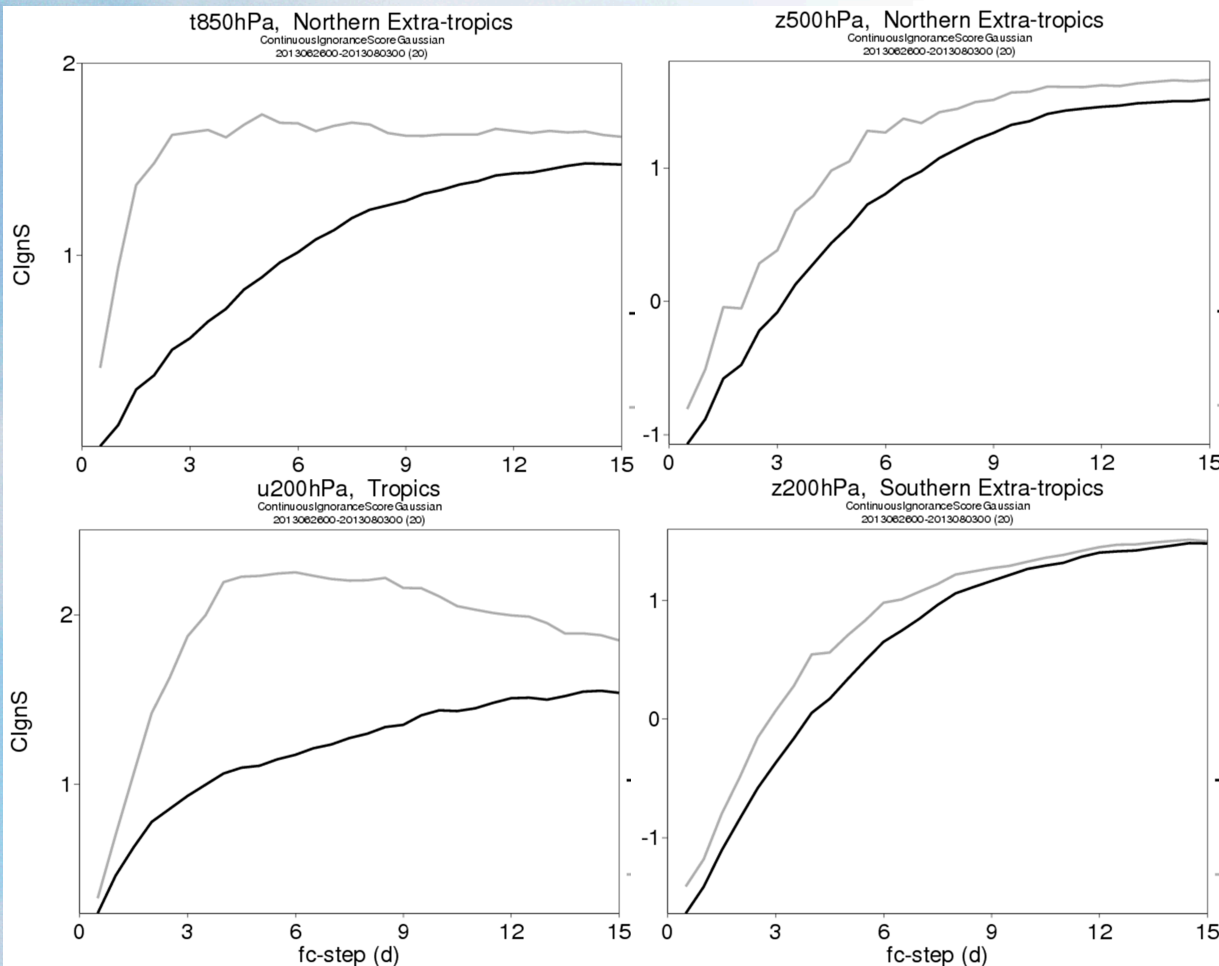 t850hPa, Northern Extra-tropics
ContinuousIgnoranceScoreGaussian
2013062600-2013080300 (20)
2
1
CIgnS
0 3 6 9 12 15
z500hPa, Northern Extra-tropics
ContinuousIgnoranceScoreGaussian
2013062600-2013080300 (20)
1
0
-1
0 3 6 9 12 15
u200hPa, Tropics
ContinuousIgnoranceScoreGaussian
2013062600-2013080300 (20)
2
1
CIgnS
0 3 6 9 12 15
fc-step (d)
z200hPa, Southern Extra-tropics
ContinuousIgnoranceScoreGaussian
2013062600-2013080300 (20)
1
0
-1
0 3 6 9 12 15
fc-step (d)